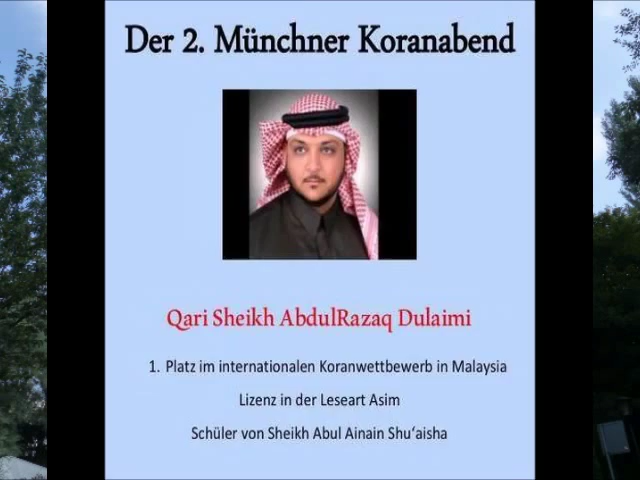 Der 2. Münchner Koranabend
Qari Sheikh AbdulRazaq Dulaimi
1. Platz im internationalen Koranwettbewerb in Malaysia
Lizenz in der Leseart Asim
Schüler von Sheikh Abul Ainain Shu‘aisha